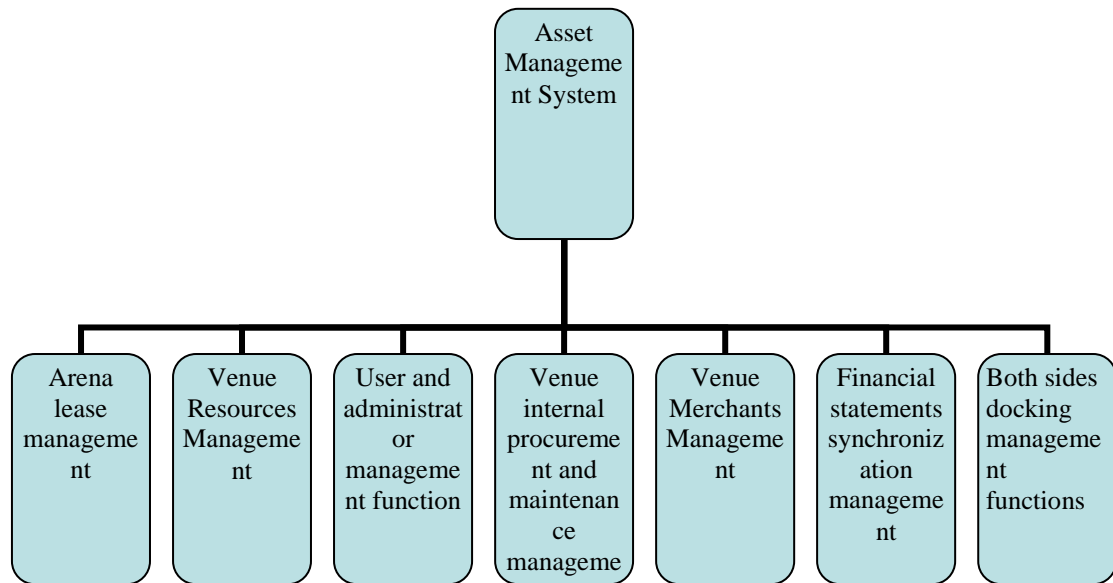 Asset
Manageme
nt System
Arena
lease
manageme
nt
Venue
Resources
Manageme
nt
User and
administrat
or
manageme
nt function
Venue
internal
procureme
nt and
maintenan
ce
manageme
Venue
Merchants
Manageme
nt
Financial
statements
synchroniz
ation
manageme
nt
Both sides
docking
manageme
nt
functions